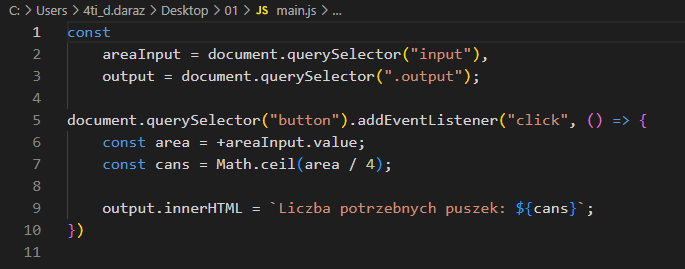 C: > Users > 4ti_d.daraz > Desktop > 01 > JS main.js > ...
1 const
2     areaInput = document.querySelector("input"),
3     output = document.querySelector(".output");
4
5 document.querySelector("button").addEventListener("click", () => {
6     const area = +areaInput.value;
7     const cans = Math.ceil(area / 4);
8
9     output.innerHTML = `Liczba potrzebnych puszek: ${cans}`;
10 })
11